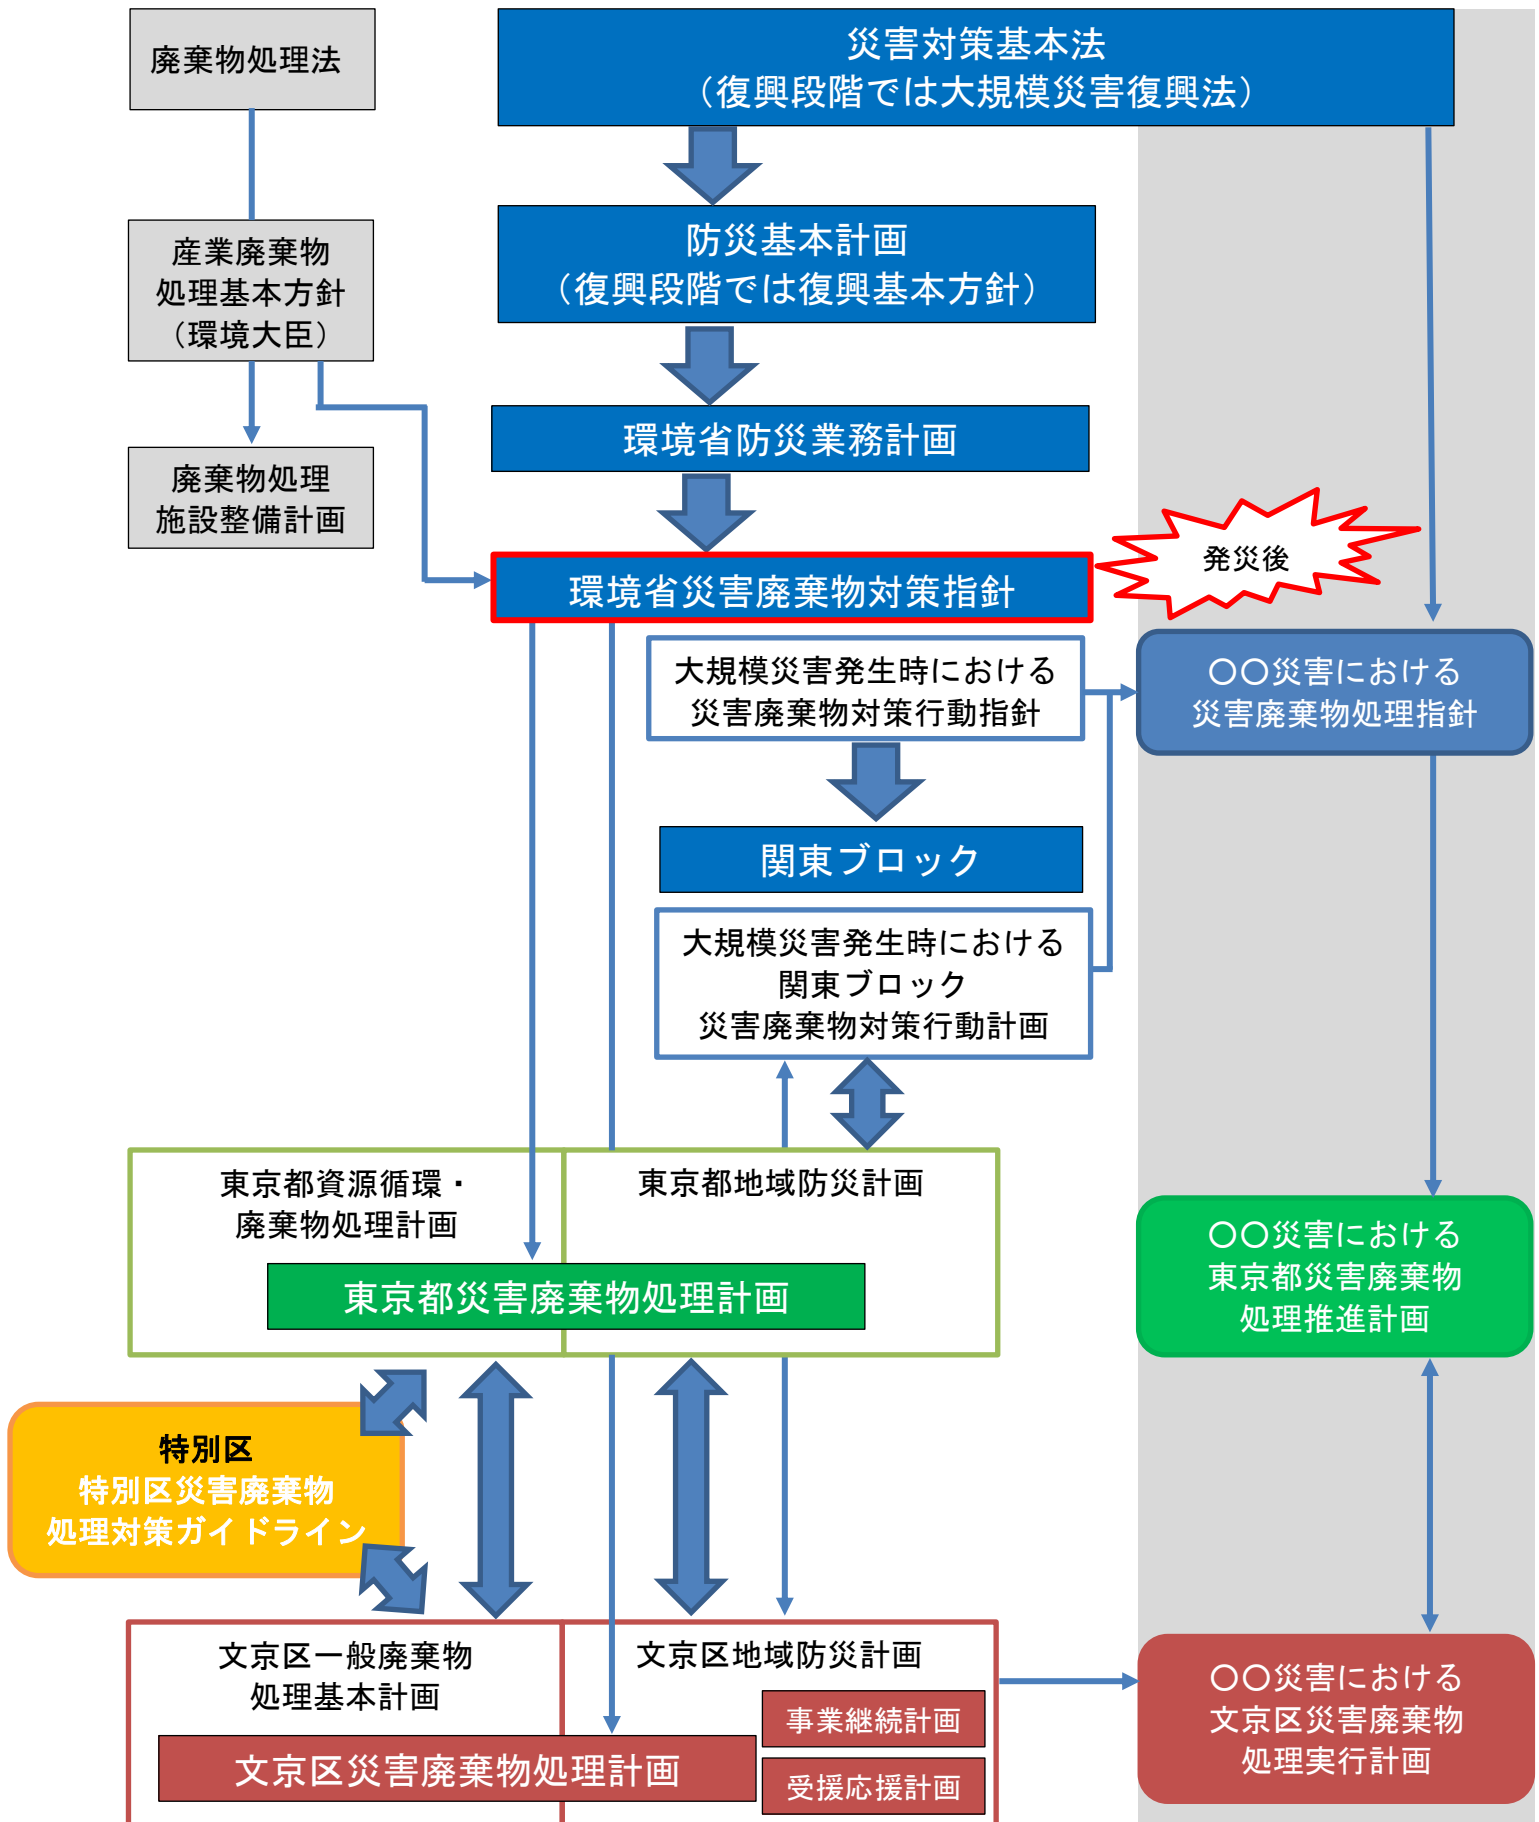 廃棄物処理法
災害対策基本法
（復興段階では大規模災害復興法）
産業廃棄物
処理基本方針
（環境大臣）
防災基本計画
（復興段階では復興基本方針）
環境省防災業務計画
廃棄物処理
施設整備計画
発災後
環境省災害廃棄物対策指針
大規模災害発生時における
災害廃棄物対策行動指針
〇〇災害における
災害廃棄物処理指針
関東ブロック
大規模災害発生時における
関東ブロック
災害廃棄物対策行動計画
東京都資源循環・
廃棄物処理計画
東京都地域防災計画
東京都災害廃棄物処理計画
〇〇災害における
東京都災害廃棄物
処理推進計画
特別区
特別区災害廃棄物
処理対策ガイドライン
文京区一般廃棄物
処理基本計画
文京区地域防災計画
事業継続計画
文京区災害廃棄物処理計画
受援応援計画
〇〇災害における
文京区災害廃棄物
処理実行計画